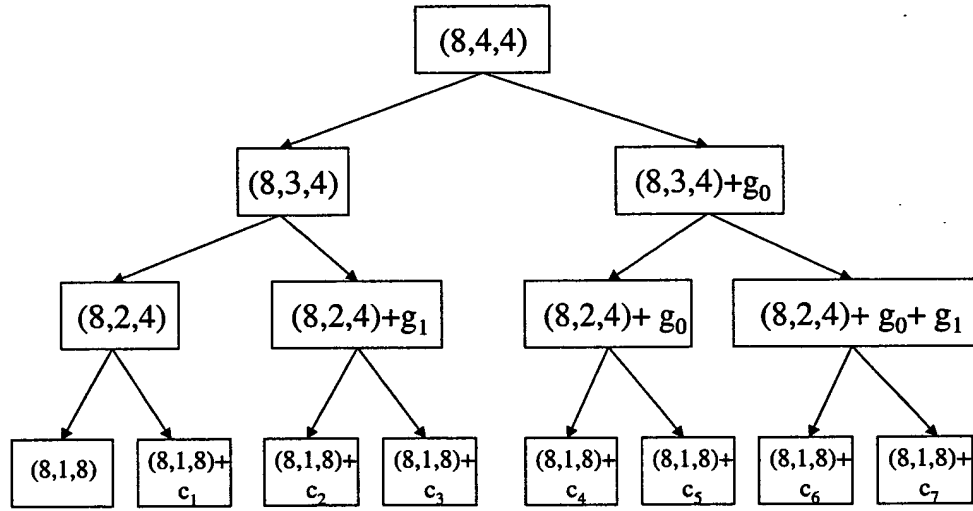 (8,4,4)
(8,3,4)
(8,3,4)+g₀
(8,2,4)
(8,2,4)+g₁
(8,2,4)+ g₀
(8,2,4)+ g₀+ g₁
(8,1,8)
(8,1,8)+
c₁
(8,1,8)+
c₂
(8,1,8)+
c₃
(8,1,8)+
c₄
(8,1,8)+
c₅
(8,1,8)+
c₆
(8,1,8)+
c₇